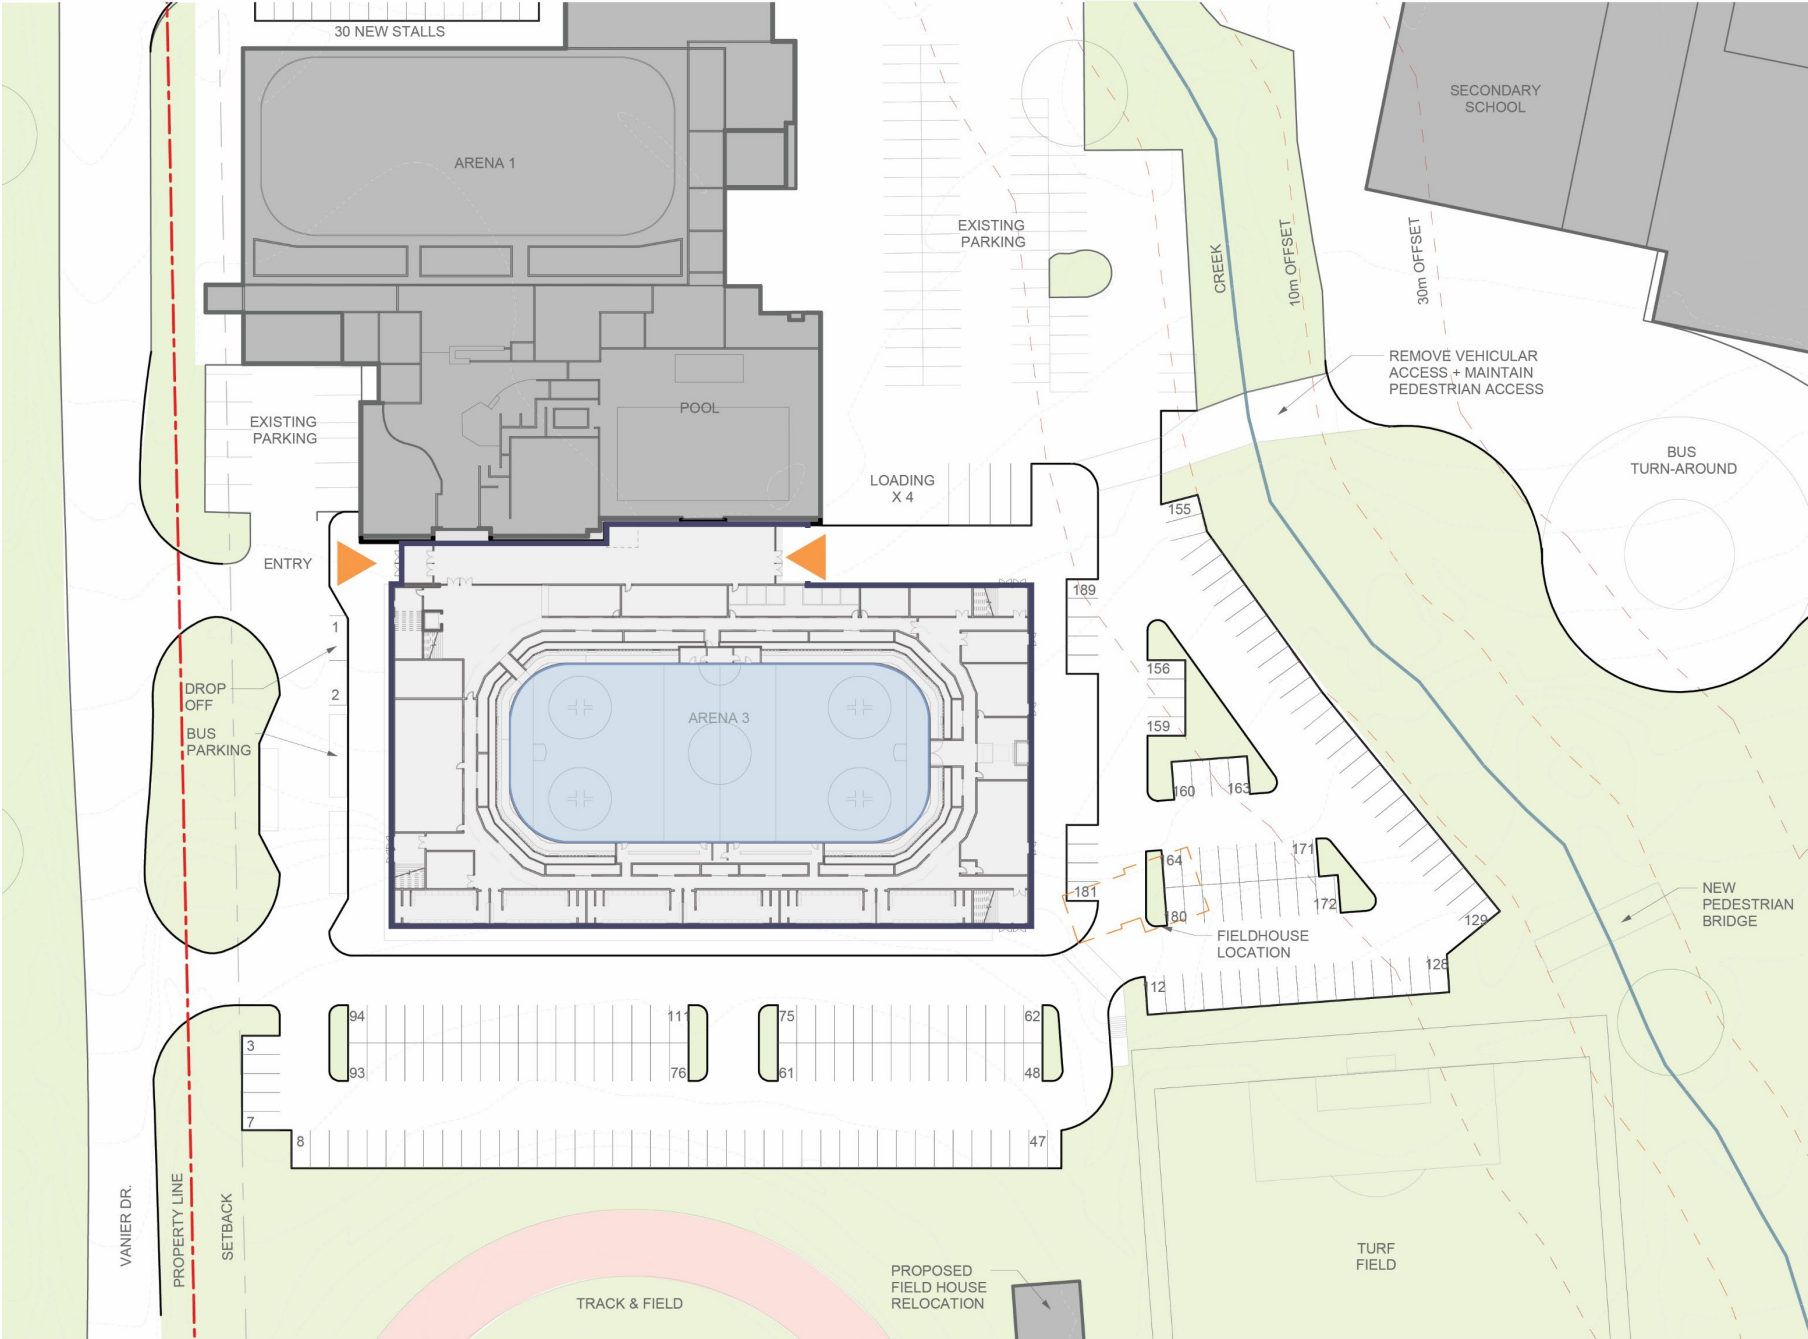 30 NEW STALLS
SECONDARY
SCHOOL
ARENA 1
EXISTING
PARKING
CREEK
10m OFFSET
30m OFFSET
REMOVE VEHICULAR
ACCESS + MAINTAIN
PEDESTRIAN ACCESS
EXISTING
PARKING
POOL
BUS
TURN-AROUND
LOADING
X 4
155
ENTRY
189
1
156
DROP
OFF
2
ARENA 3
159
BUS
PARKING
160
163
171
164
181
172
180
129
NEW
PEDESTRIAN
BRIDGE
FIELDHOUSE
LOCATION
128
112
94
111
75
62
3
93
76
61
48
7
8
47
VANIER DR.
PROPERTY LINE
SETBACK
TURF
FIELD
PROPOSED
FIELD HOUSE
RELOCATION
TRACK & FIELD